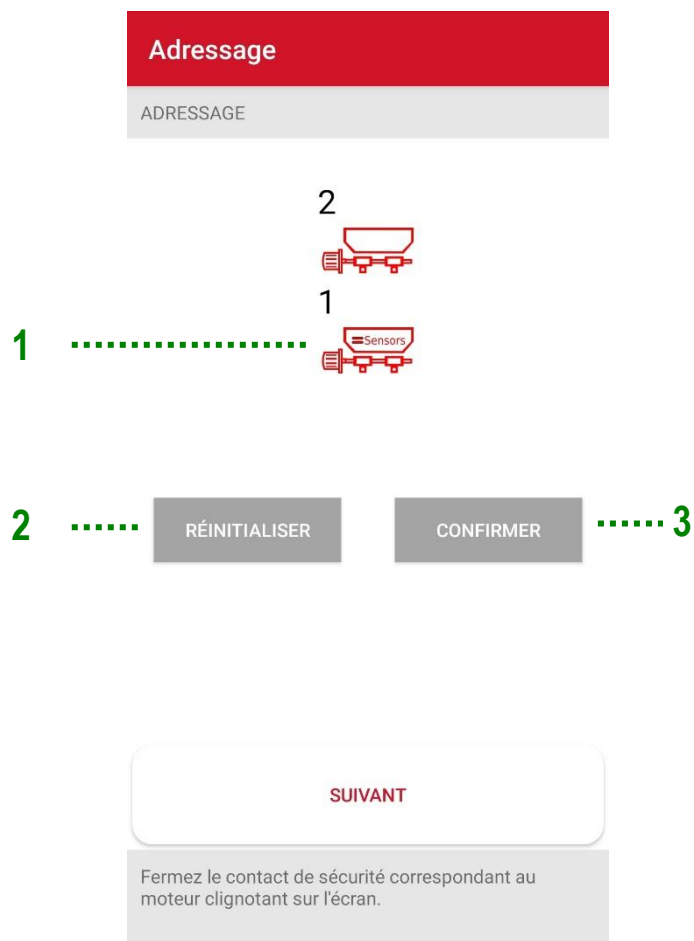 Adressage
ADRESSAGE
2
1
1
Sensors
2
RÉINITIALISER
CONFIRMER
3
SUIVANT
Fermez le contact de sécurité correspondant au
moteur clignotant sur l'écran.